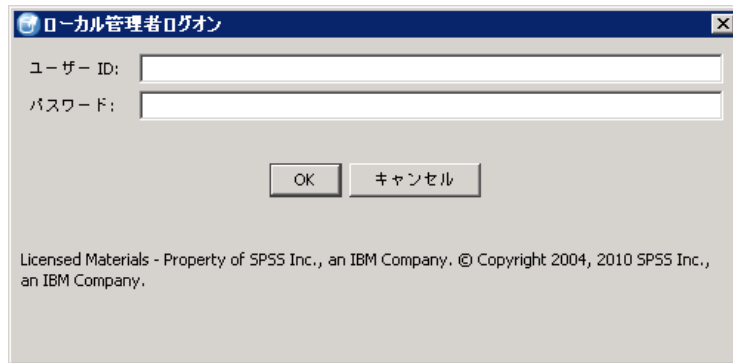 ローカル管理者ログオン
ユーザー ID:
パスワード:
OK キャンセル
Licensed Materials - Property of SPSS Inc., an IBM Company. © Copyright 2004, 2010 SPSS Inc.,
an IBM Company.